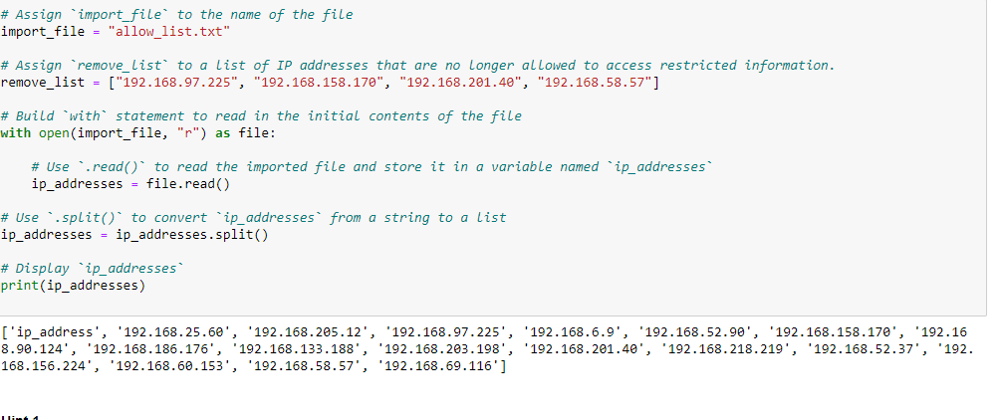 # Assign `import_file` to the name of the file
import_file = "allow_list.txt"
# Assign `remove_list` to a list of IP addresses that are no longer allowed to access restricted information.
remove_list = ["192.168.97.225", "192.168.158.170", "192.168.201.40", "192.168.58.57"]
# Build `with` statement to read in the initial contents of the file
with open(import_file, "r") as file:
# Use `.read()` to read the imported file and store it in a variable named `ip_addresses`
ip_addresses = file.read()
# Use `.split()` to convert `ip_addresses` from a string to a list
ip_addresses = ip_addresses.split()
# Display `ip_addresses`
print(ip_addresses)
['ip_address', '192.168.25.60', '192.168.205.12', '192.168.97.225', '192.168.6.9', '192.168.52.90', '192.168.158.170', '192.16
8.90.124', '192.168.186.176', '192.168.133.188', '192.168.203.198', '192.168.201.40', '192.168.218.219', '192.168.52.37', '192.
168.156.224', '192.168.60.153', '192.168.58.57', '192.168.69.116']